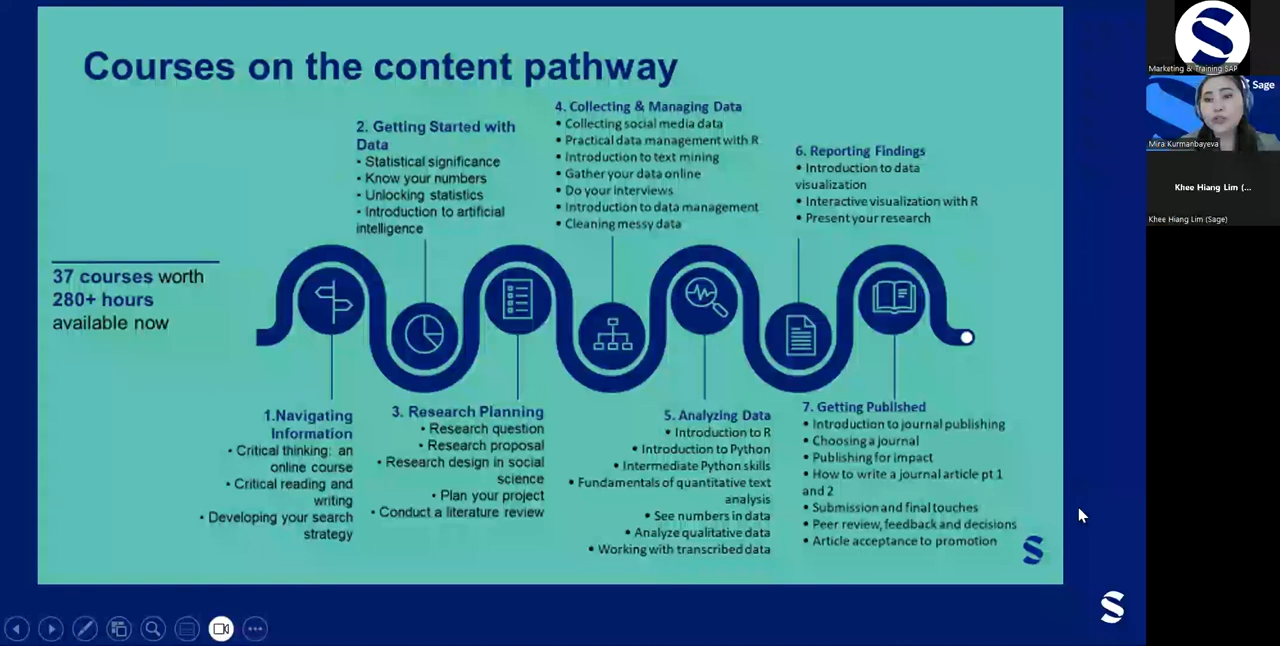 Courses on the content pathway
37 courses worth
280+ hours
available now
1.Navigating
Information
• Critical thinking: an
online course
• Critical reading and
writing
• Developing your search
strategy
2. Getting Started with
Data
• Statistical significance
• Know your numbers
• Unlocking statistics
• Introduction to artificial
intelligence
3. Research Planning
• Research question
• Research proposal
• Research design in social
science
• Plan your project
• Conduct a literature review
4. Collecting & Managing Data
• Collecting social media data
• Practical data management with R
• Introduction to text mining
• Gather your data online
• Do your interviews
• Introduction to data management
• Cleaning messy data
5. Analyzing Data
• Introduction to R
• Introduction to Python
• Intermediate Python skills
• Fundamentals of quantitative text
analysis
• See numbers in data
• Analyze qualitative data
• Working with transcribed data
6. Reporting Findings
• Introduction to data
visualization
• Interactive visualization with R
• Present your research
7. Getting Published
• Introduction to journal publishing
• Choosing a journal
• Publishing for impact
• How to write a journal article pt 1
and 2
• Submission and final touches
• Peer review, feedback and decisions
• Article acceptance to promotion
Marketing & Training SAP
Sage
Mira Kurmanbayeva
Khee Hiang Lim (...
Khee Hiang Lim (Sage)